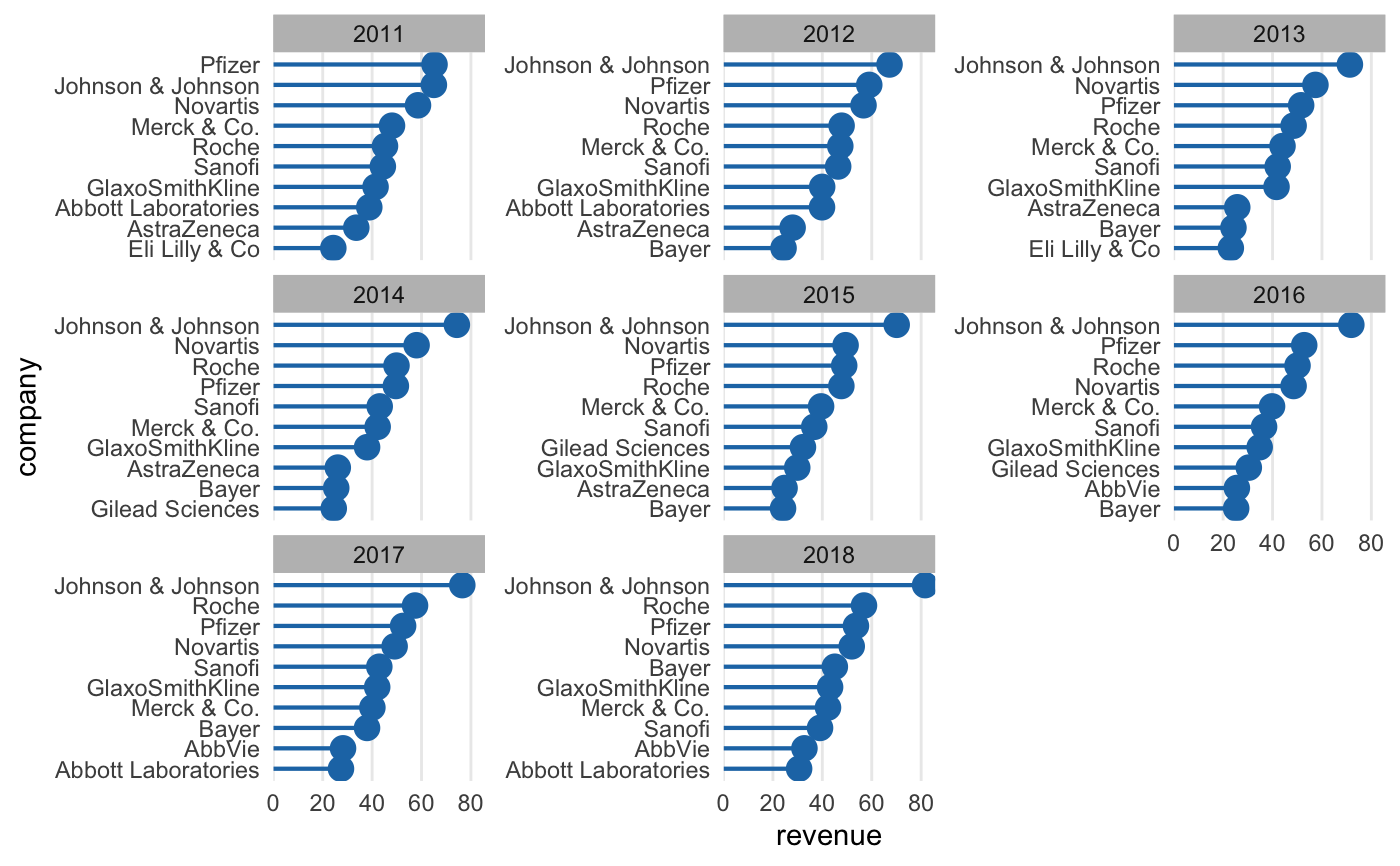 2011
Pfizer
Johnson & Johnson
Novartis
Merck & Co.
Roche
Sanofi
GlaxoSmithKline
Abbott Laboratories
AstraZeneca
Eli Lilly & Co
2012
Johnson & Johnson
Pfizer
Novartis
Roche
Merck & Co.
Sanofi
GlaxoSmithKline
Abbott Laboratories
AstraZeneca
Bayer
2013
Johnson & Johnson
Novartis
Pfizer
Roche
Merck & Co.
Sanofi
GlaxoSmithKline
AstraZeneca
Bayer
Eli Lilly & Co
company
2014
Johnson & Johnson
Novartis
Roche
Pfizer
Sanofi
Merck & Co.
GlaxoSmithKline
AstraZeneca
Bayer
Gilead Sciences
2015
Johnson & Johnson
Novartis
Pfizer
Roche
Merck & Co.
Sanofi
Gilead Sciences
GlaxoSmithKline
AstraZeneca
Bayer
2016
Johnson & Johnson
Pfizer
Roche
Novartis
Merck & Co.
Sanofi
GlaxoSmithKline
Gilead Sciences
AbbVie
Bayer
0 20 40 60 80
2017
Johnson & Johnson
Roche
Pfizer
Novartis
Sanofi
GlaxoSmithKline
Merck & Co.
Bayer
AbbVie
Abbott Laboratories
0 20 40 60 80
2018
Johnson & Johnson
Roche
Pfizer
Novartis
Bayer
GlaxoSmithKline
Merck & Co.
Sanofi
AbbVie
Abbott Laboratories
0 20 40 60 80
revenue